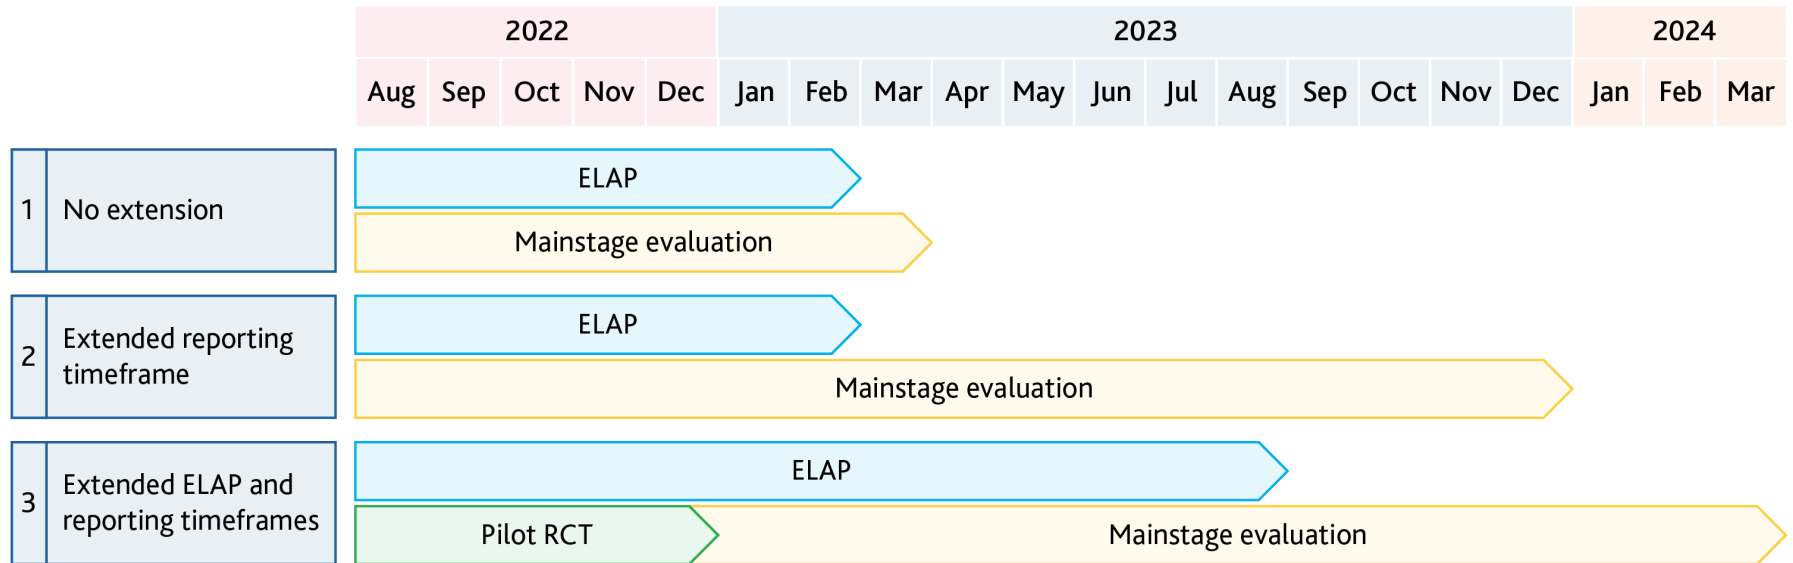 2022 2023 2024
Aug Sep Oct Nov Dec Jan Feb Mar Apr May Jun Jul Aug Sep Oct Nov Dec Jan Feb Mar
1 No extension
ELAP
Mainstage evaluation
2 Extended reporting
timeframe
ELAP
Mainstage evaluation
3 Extended ELAP and
reporting timeframes
ELAP
Pilot RCT Mainstage evaluation